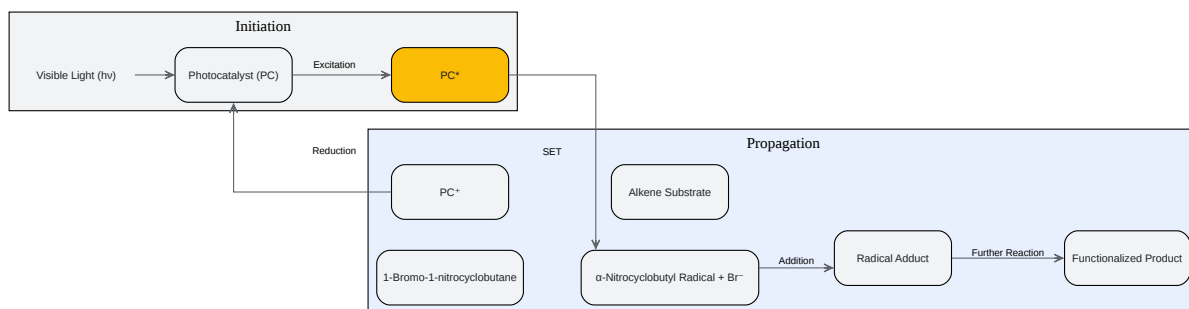 Initiation
Visible Light (hν)
Photocatalyst (PC)
Excitation
PC*
Reduction
SET
Propagation
PC⁺
Alkene Substrate
1-Bromo-1-nitrocyclobutane
α-Nitrocyclobutyl Radical + Br⁻
Addition
Radical Adduct
Further Reaction
Functionalized Product